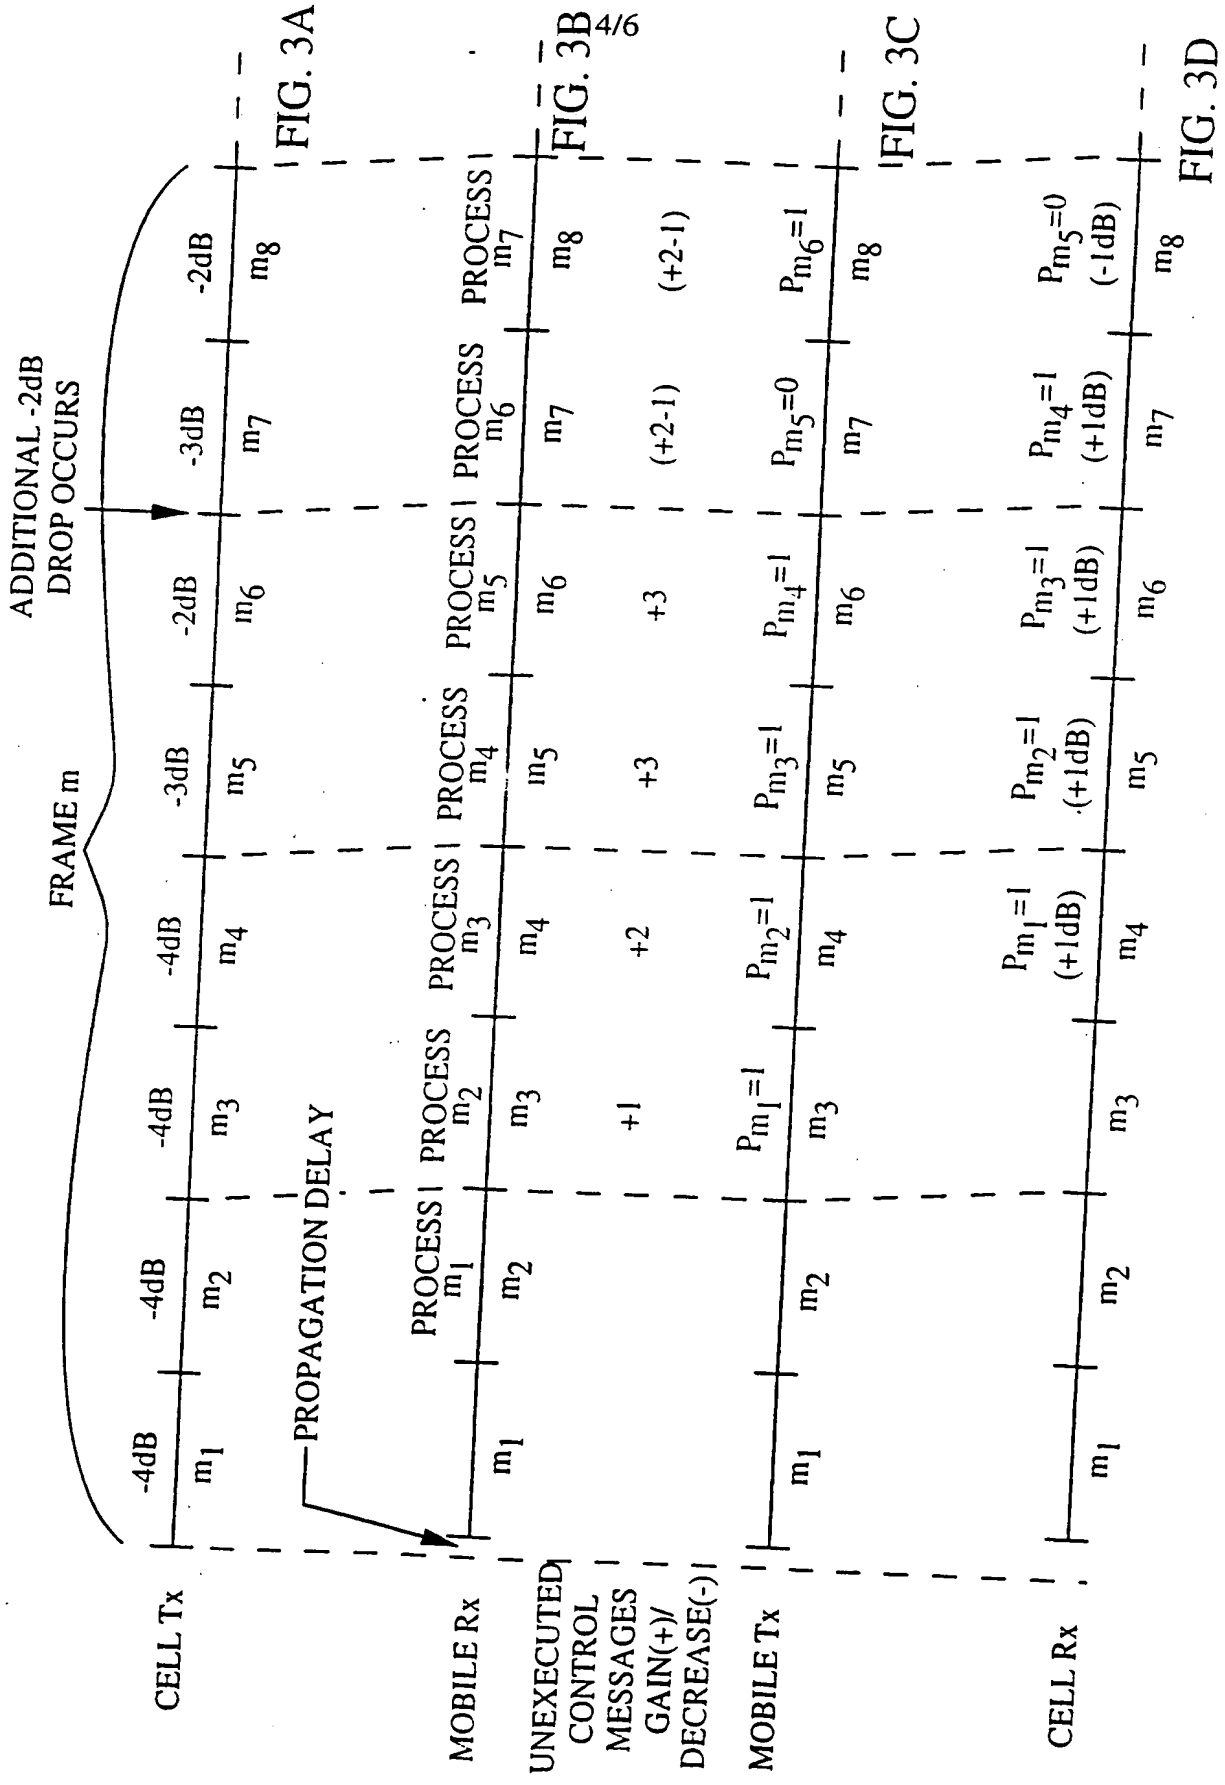 4/6
FRAME m
ADDITIONAL -2dB
DROP OCCURS
CELL Tx
-4dB -4dB -4dB -4dB -3dB -2dB -3dB -2dB
m1 m2 m3 m4 m5 m6 m7 m8
FIG. 3A
PROPAGATION DELAY
PROCESS PROCESS PROCESS PROCESS PROCESS PROCESS PROCESS
m1 m2 m3 m4 m5 m6 m7
MOBILE Rx
m1 m2 m3 m4 m5 m6 m7 m8
FIG. 3B
UNEXECUTED
CONTROL
MESSAGES
GAIN(+)/
DECREASE(-)
+1 +2 +3 +3 (+2-1) (+2-1)
MOBILE Tx
Pm1=1 Pm2=1 Pm3=1 Pm4=1 Pm5=0 Pm6=1
m1 m2 m3 m4 m5 m6 m7 m8
FIG. 3C
Pm1=1 Pm2=1 Pm3=1 Pm4=1 Pm5=0
(+1dB) (+1dB) (+1dB) (+1dB) (-1dB)
CELL Rx
m1 m2 m3 m4 m5 m6 m7 m8
FIG. 3D